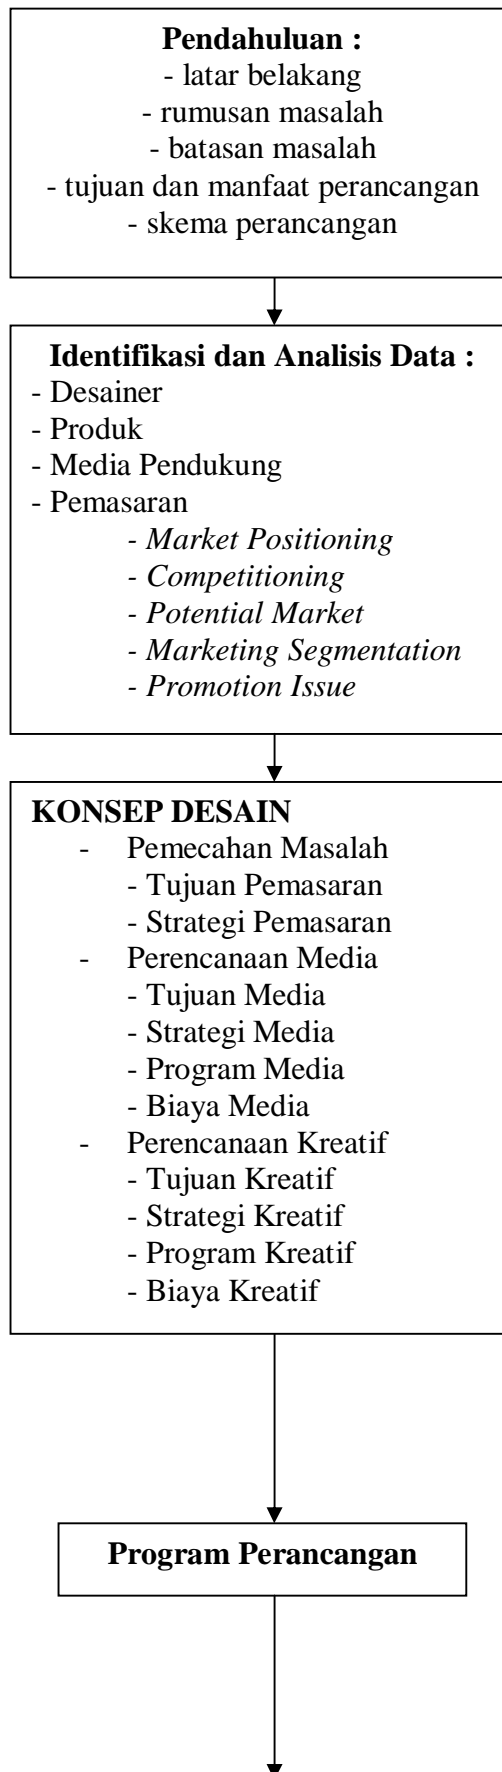 Pendahuluan :
- latar belakang
- rumusan masalah
- batasan masalah
- tujuan dan manfaat perancangan
- skema perancangan
Identifikasi dan Analisis Data :
- Desainer
- Produk
- Media Pendukung
- Pemasaran
- Market Positioning
- Competitioning
- Potential Market
- Marketing Segmentation
- Promotion Issue
KONSEP DESAIN
- Pemecahan Masalah
- Tujuan Pemasaran
- Strategi Pemasaran
- Perencanaan Media
- Tujuan Media
- Strategi Media
- Program Media
- Biaya Media
- Perencanaan Kreatif
- Tujuan Kreatif
- Strategi Kreatif
- Program Kreatif
- Biaya Kreatif
Program Perancangan